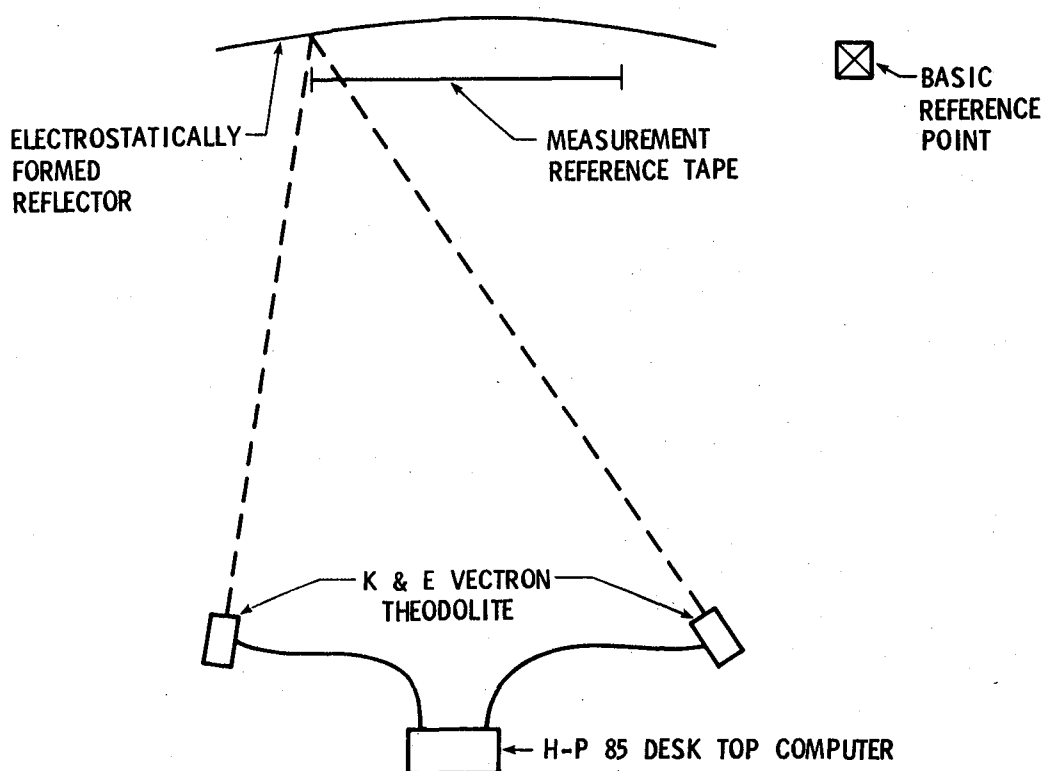 ELECTROSTATICALLY
FORMED
REFLECTOR
MEASUREMENT
REFERENCE TAPE
BASIC
REFERENCE
POINT
K & E VECTRON
THEODOLITE
H-P 85 DESK TOP COMPUTER